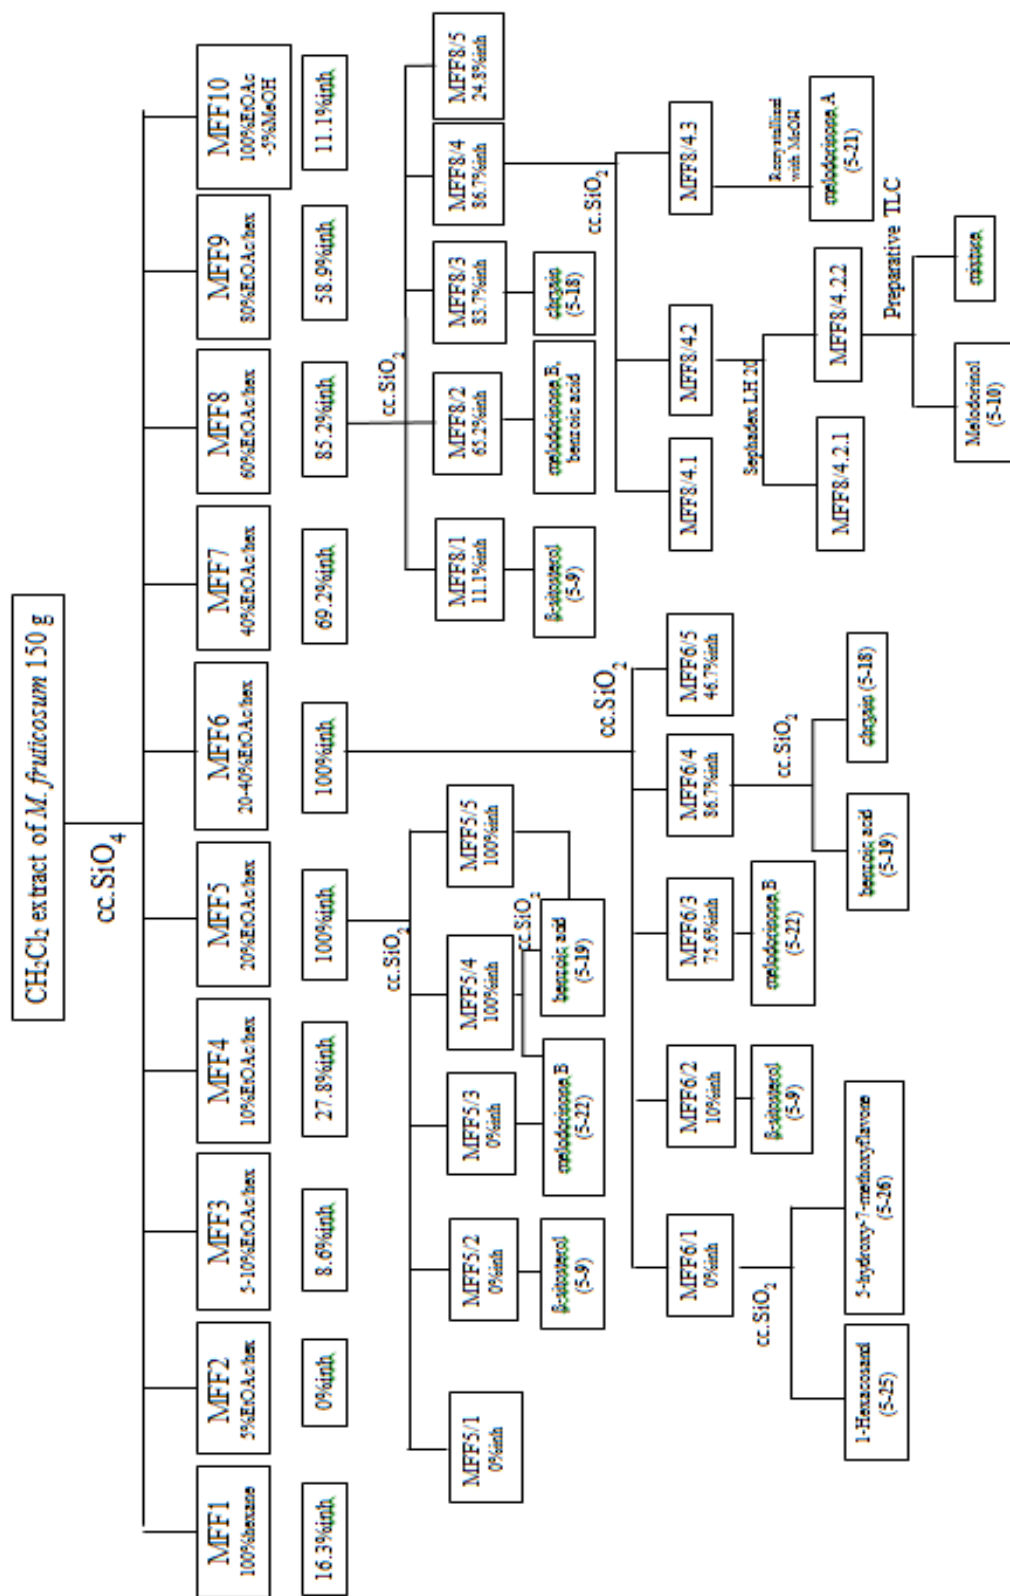 CH₂Cl₂ extract of M. fruticosum 150 g
cc.SiO₄
MFF1
100%hexane
MFF2
5%EtOAc/hex
MFF3
5-10%EtOAc/hex
MFF4
10%EtOAc/hex
MFF5
20%EtOAc/hex
MFF6
20-40%EtOAc/hex
MFF7
40%EtOAc/hex
MFF8
60%EtOAc/hex
MFF9
80%EtOAc/hex
MFF10
100%EtOAc
-5%MeOH
16.3%inh
0%inh
8.6%inh
27.8%inh
100%inh
100%inh
69.2%inh
85.2%inh
58.9%inh
11.1%inh
cc.SiO₂
MFF5/1
0%inh
MFF5/2
0%inh
MFF5/3
0%inh
MFF5/4
100%inh
MFF5/5
100%inh
β-sitosterol
(5-9)
cc.SiO₂
melodorinone B
(5-22)
benzoic acid
(5-19)
cc.SiO₂
MFF6/1
0%inh
MFF6/2
10%inh
MFF6/3
75.6%inh
MFF6/4
86.7%inh
MFF6/5
46.7%inh
cc.SiO₂
β-sitosterol
(5-9)
melodorinone B
(5-22)
cc.SiO₂
1-Hexacosanol
(5-25)
5-hydroxy-7-methoxyflavone
(5-26)
benzoic acid
(5-19)
chrysin (5-18)
cc.SiO₂
MFF8/1
11.1%inh
MFF8/2
65.2%inh
MFF8/3
83.7%inh
MFF8/4
86.7%inh
MFF8/5
24.8%inh
β-sitosterol
(5-9)
melodorinone B,
benzoic acid
chrysin
(5-18)
cc.SiO₂
MFF8/4.1
MFF8/4.2
MFF8/4.3
Sephadex LH 20
Recrystallized
with MeOH
MFF8/4.2.1
MFF8/4.2.2
melodorinone A
(5-21)
Preparative TLC
Melodorinol
(5-10)
mixture